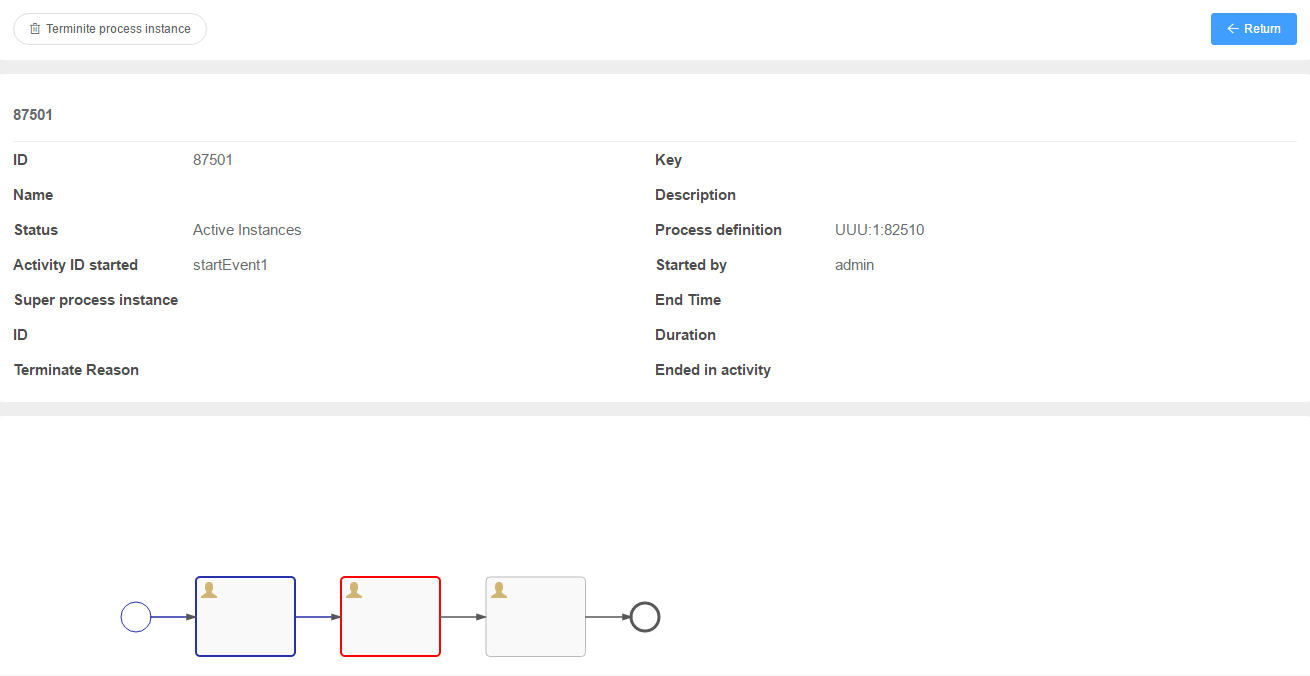 Terminite process instance
Return
87501
ID 87501 Key
Name Description
Status Active Instances Process definition UUU:1:82510
Activity ID started startEvent1 Started by admin
Super process instance End Time
ID Duration
Terminate Reason Ended in activity